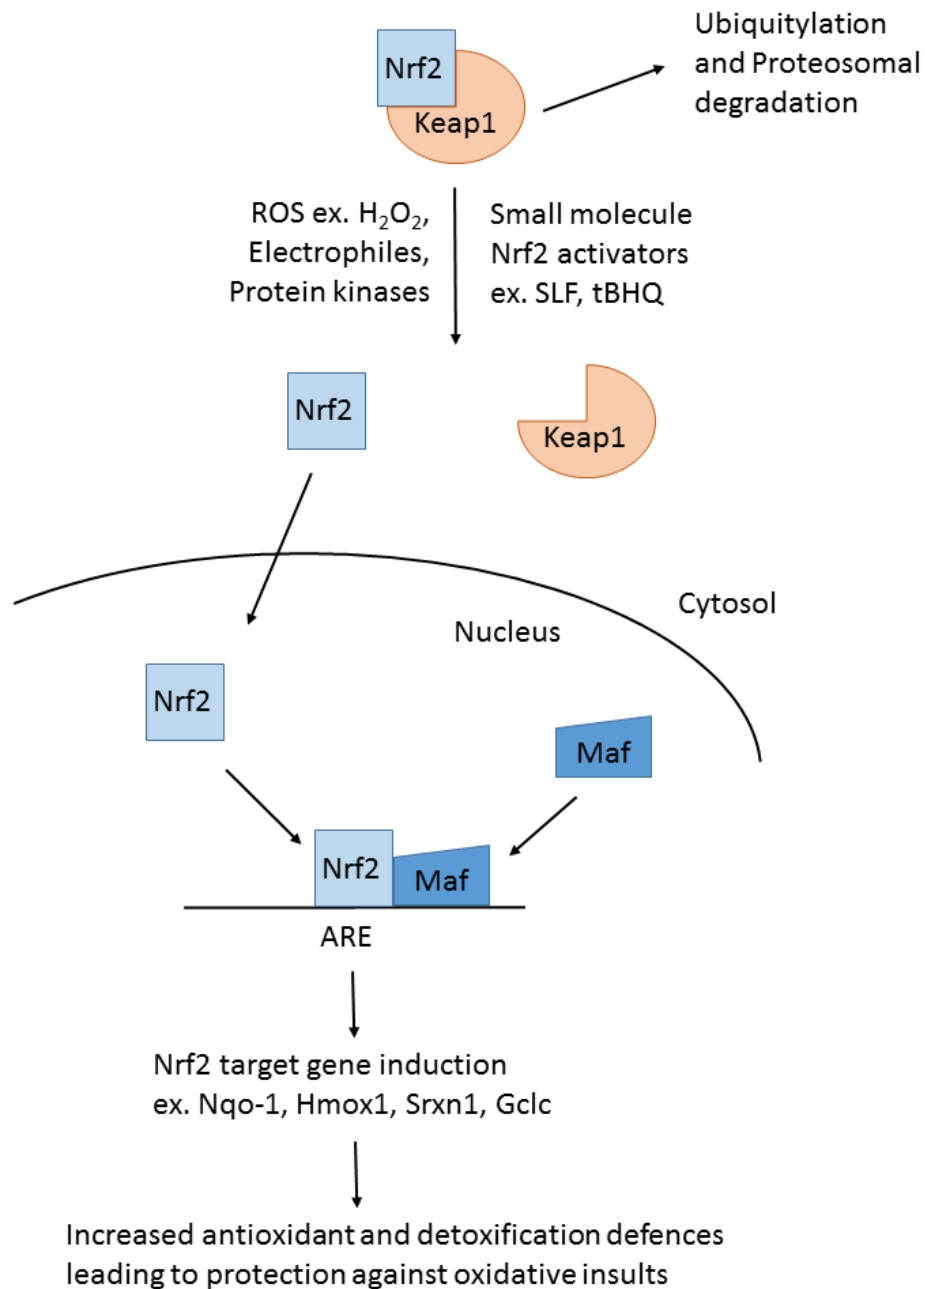 Nrf2
Keap1
Ubiquitylation
and Proteosomal
degradation
ROS ex. H₂O₂,
Electrophiles,
Protein kinases
Small molecule
Nrf2 activators
ex. SLF, tBHQ
Nrf2
Keap1
Cytosol
Nucleus
Nrf2
Maf
Nrf2
Maf
ARE
Nrf2 target gene induction
ex. Nqo-1, Hmox1, Srxn1, Gclc
Increased antioxidant and detoxification defences
leading to protection against oxidative insults